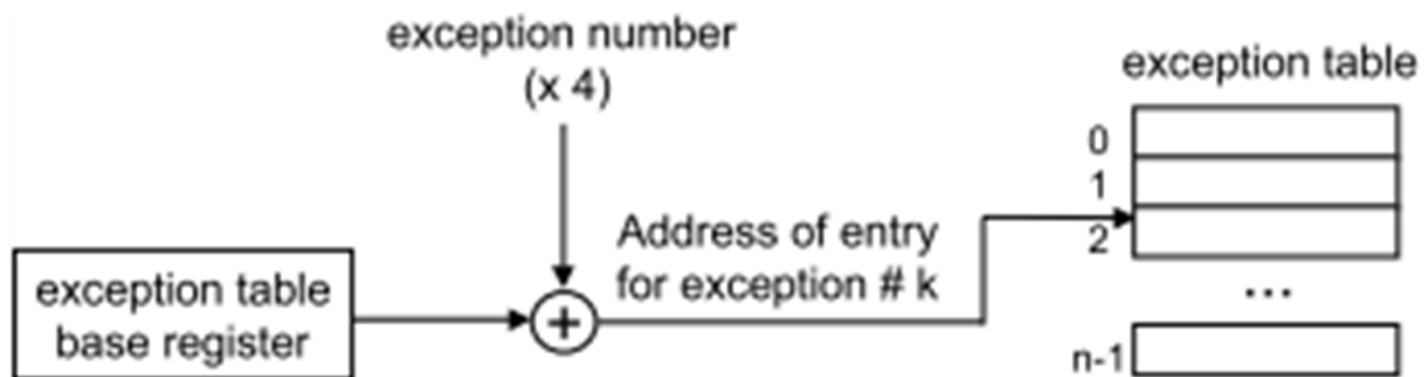 exception number
(x 4)
exception table
0
1
2
...
n-1
Address of entry
for exception # k
exception table
base register
+